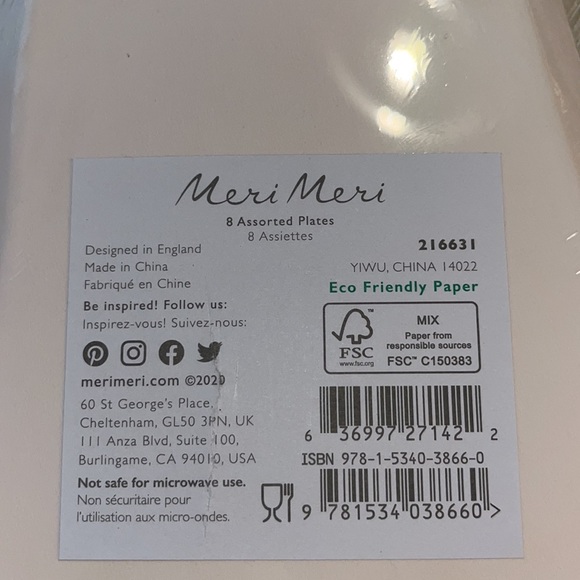 Meri Meri
8 Assorted Plates
8 Assiettes
Designed in England
Made in China
Fabriqué en Chine
Be inspired! Follow us:
Inspirez-vous! Suivez-nous:
merimeri.com ©2020
60 St George's Place,
Cheltenham, GL50 3PN, UK
111 Anza Blvd, Suite 100,
Burlingame, CA 94010, USA
Not safe for microwave use.
Non sécuritaire pour
l'utilisation aux micro-ondes.
216631
YIWU, CHINA 14022
Eco Friendly Paper
FSC
www.fsc.org
MIX
Paper from
responsible sources
FSC™ C150383
6 36997 27142 2
ISBN 978-1-5340-3866-0
9 781534 038660 >